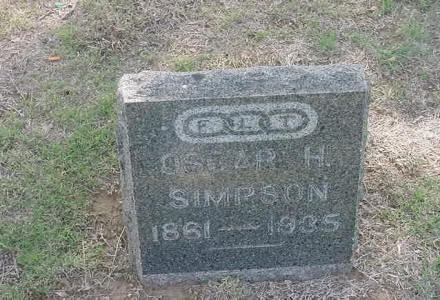 F L T
OSCAR H.
SIMPSON
1861 — 1935